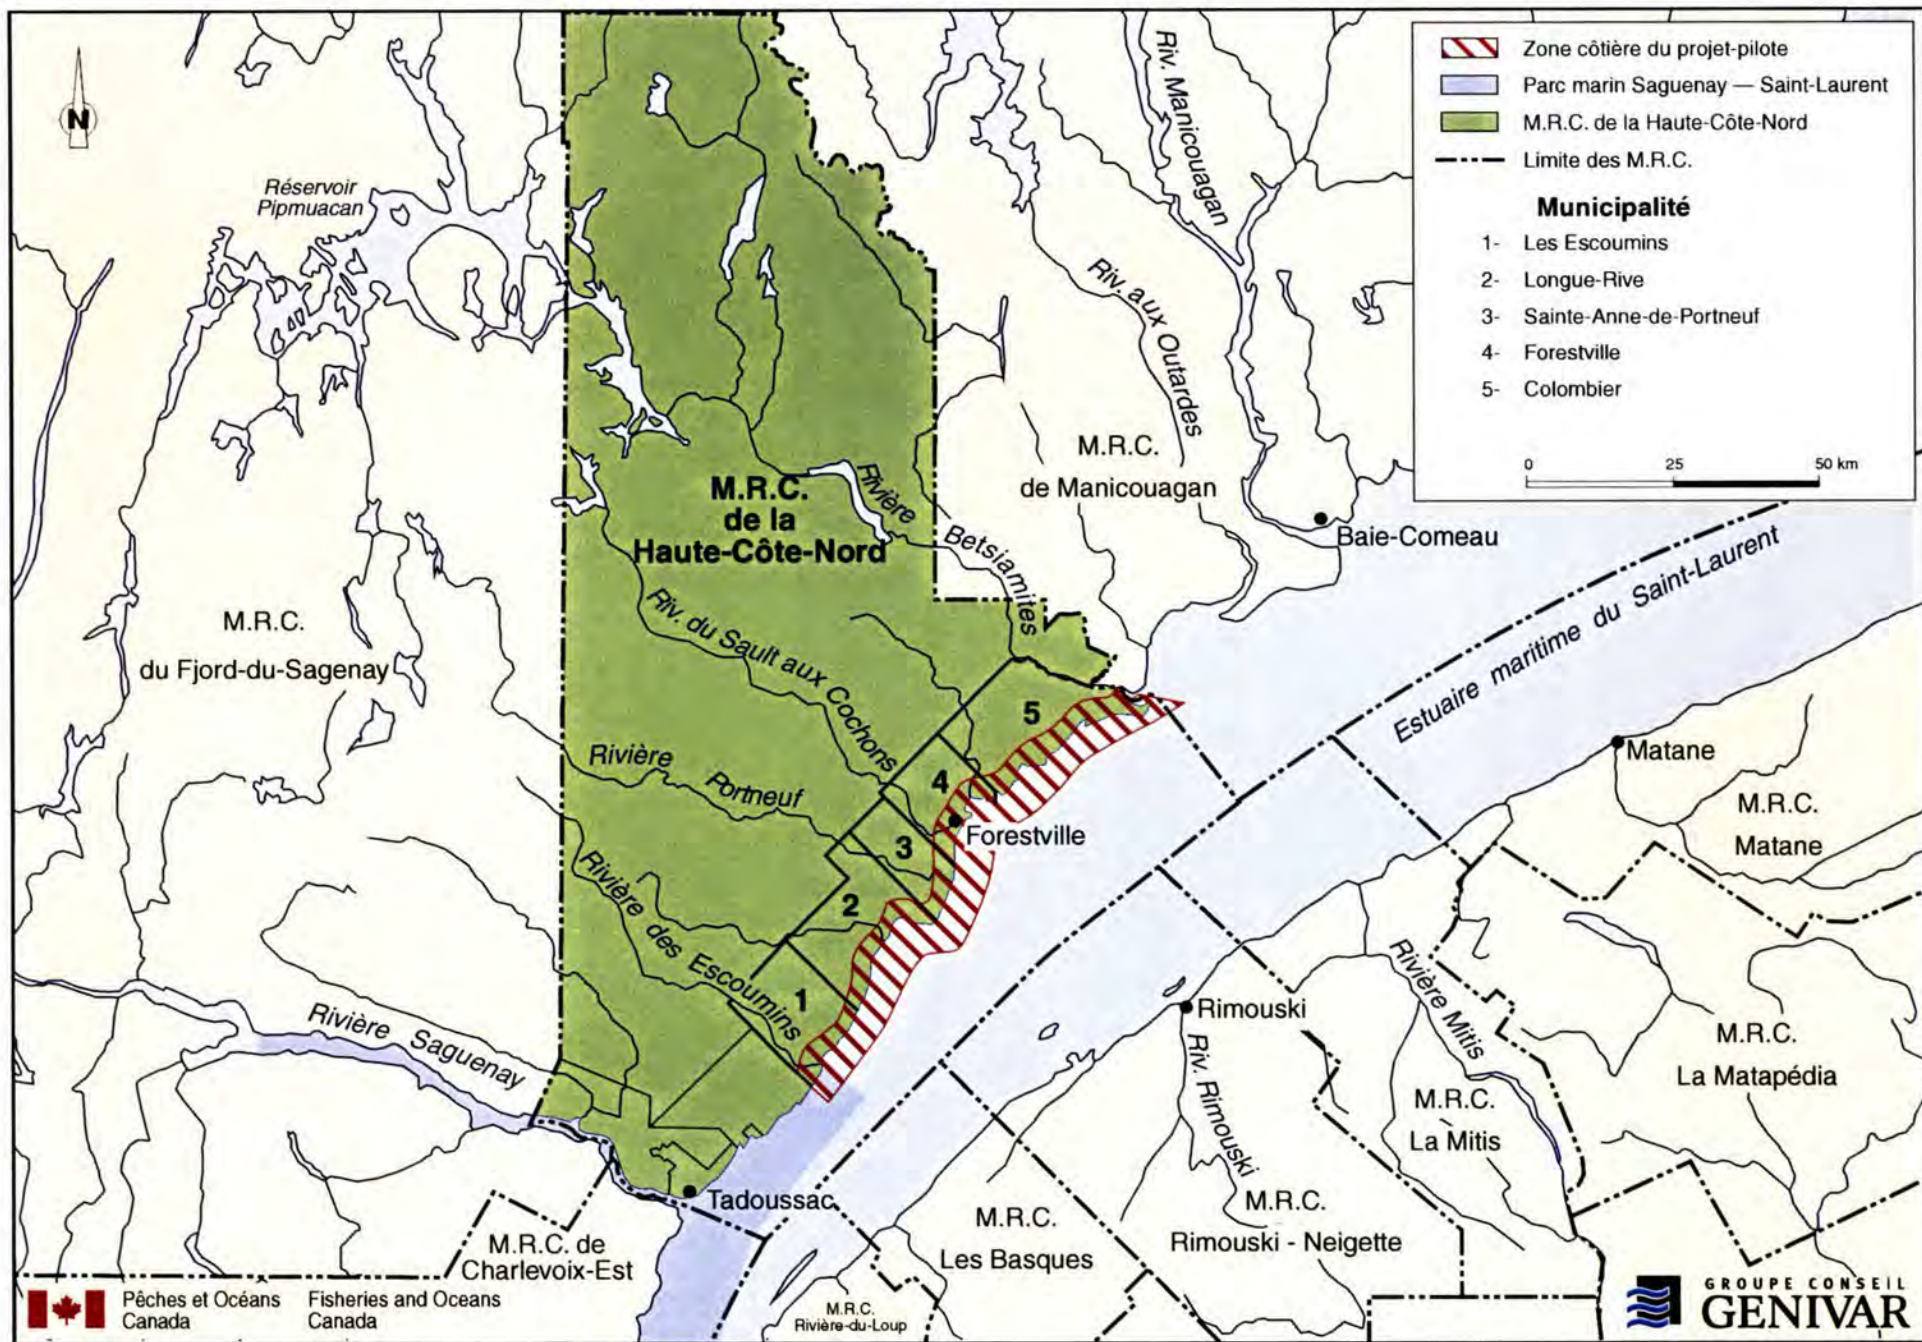 Zone côtière du projet-pilote
Parc marin Saguenay — Saint-Laurent
M.R.C. de la Haute-Côte-Nord
Limite des M.R.C.
Municipalité
1- Les Escoumins
2- Longue-Rive
3- Sainte-Anne-de-Portneuf
4- Forestville
5- Colombier
0 25 50 km
N
Réservoir
Pipmuacan
Riv. Manicouagan
Riv. aux Outardes
M.R.C.
de Manicouagan
Baie-Comeau
M.R.C.
de la
Haute-Côte-Nord
Rivière Betsiamites
Riv. du Sault aux Cochons
M.R.C.
du Fjord-du-Sagenay
Estuaire maritime du Saint-Laurent
Matane
M.R.C.
Matane
5
4
Forestville
3
2
1
Rivière Portneuf
Rivière des Escoumins
Rivière Saguenay
Rimouski
Riv. Rimouski
Rivière Mitis
M.R.C.
La Matapédia
M.R.C.
La Mitis
M.R.C.
Rimouski - Neigette
M.R.C.
Les Basques
Tadoussac
M.R.C. de
Charlevoix-Est
M.R.C.
Rivière-du-Loup
Pêches et Océans
Canada
Fisheries and Oceans
Canada
GROUPE CONSEIL
GENIVAR